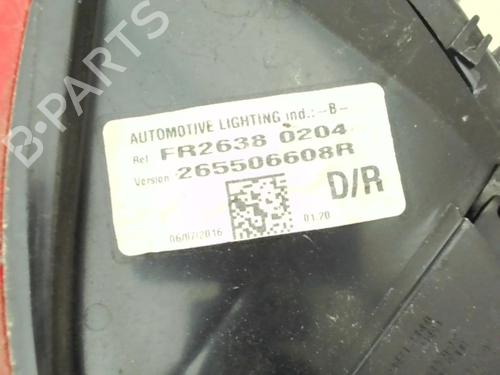 AUTOMOTIVE LIGHTING ind.: -B-
Ref. FR2638 0204
Version 265506608R
D/R
06/07/2016
01:20
B-PARTS